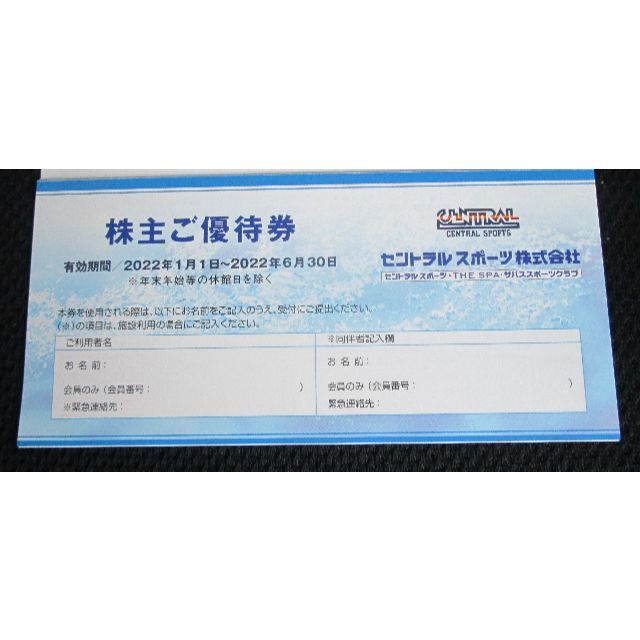 株主ご優待券
有効期間／2022年1月1日～2022年6月30日
※年末年始等の休館日を除く
CENTRAL
CENTRAL SPORTS
セントラルスポーツ株式会社
セントラルスポーツ・THE SPA・ザバススポーツクラブ
本券を使用される際は、以下にお名前をご記入のうえ、受付にご提出ください。
(※)の項目は、施設利用の場合にご記入ください。
ご利用者名
お名前：
会員のみ（会員番号： ）
※緊急連絡先：
※同伴者記入欄
お名前：
会員のみ（会員番号： ）
※緊急連絡先：